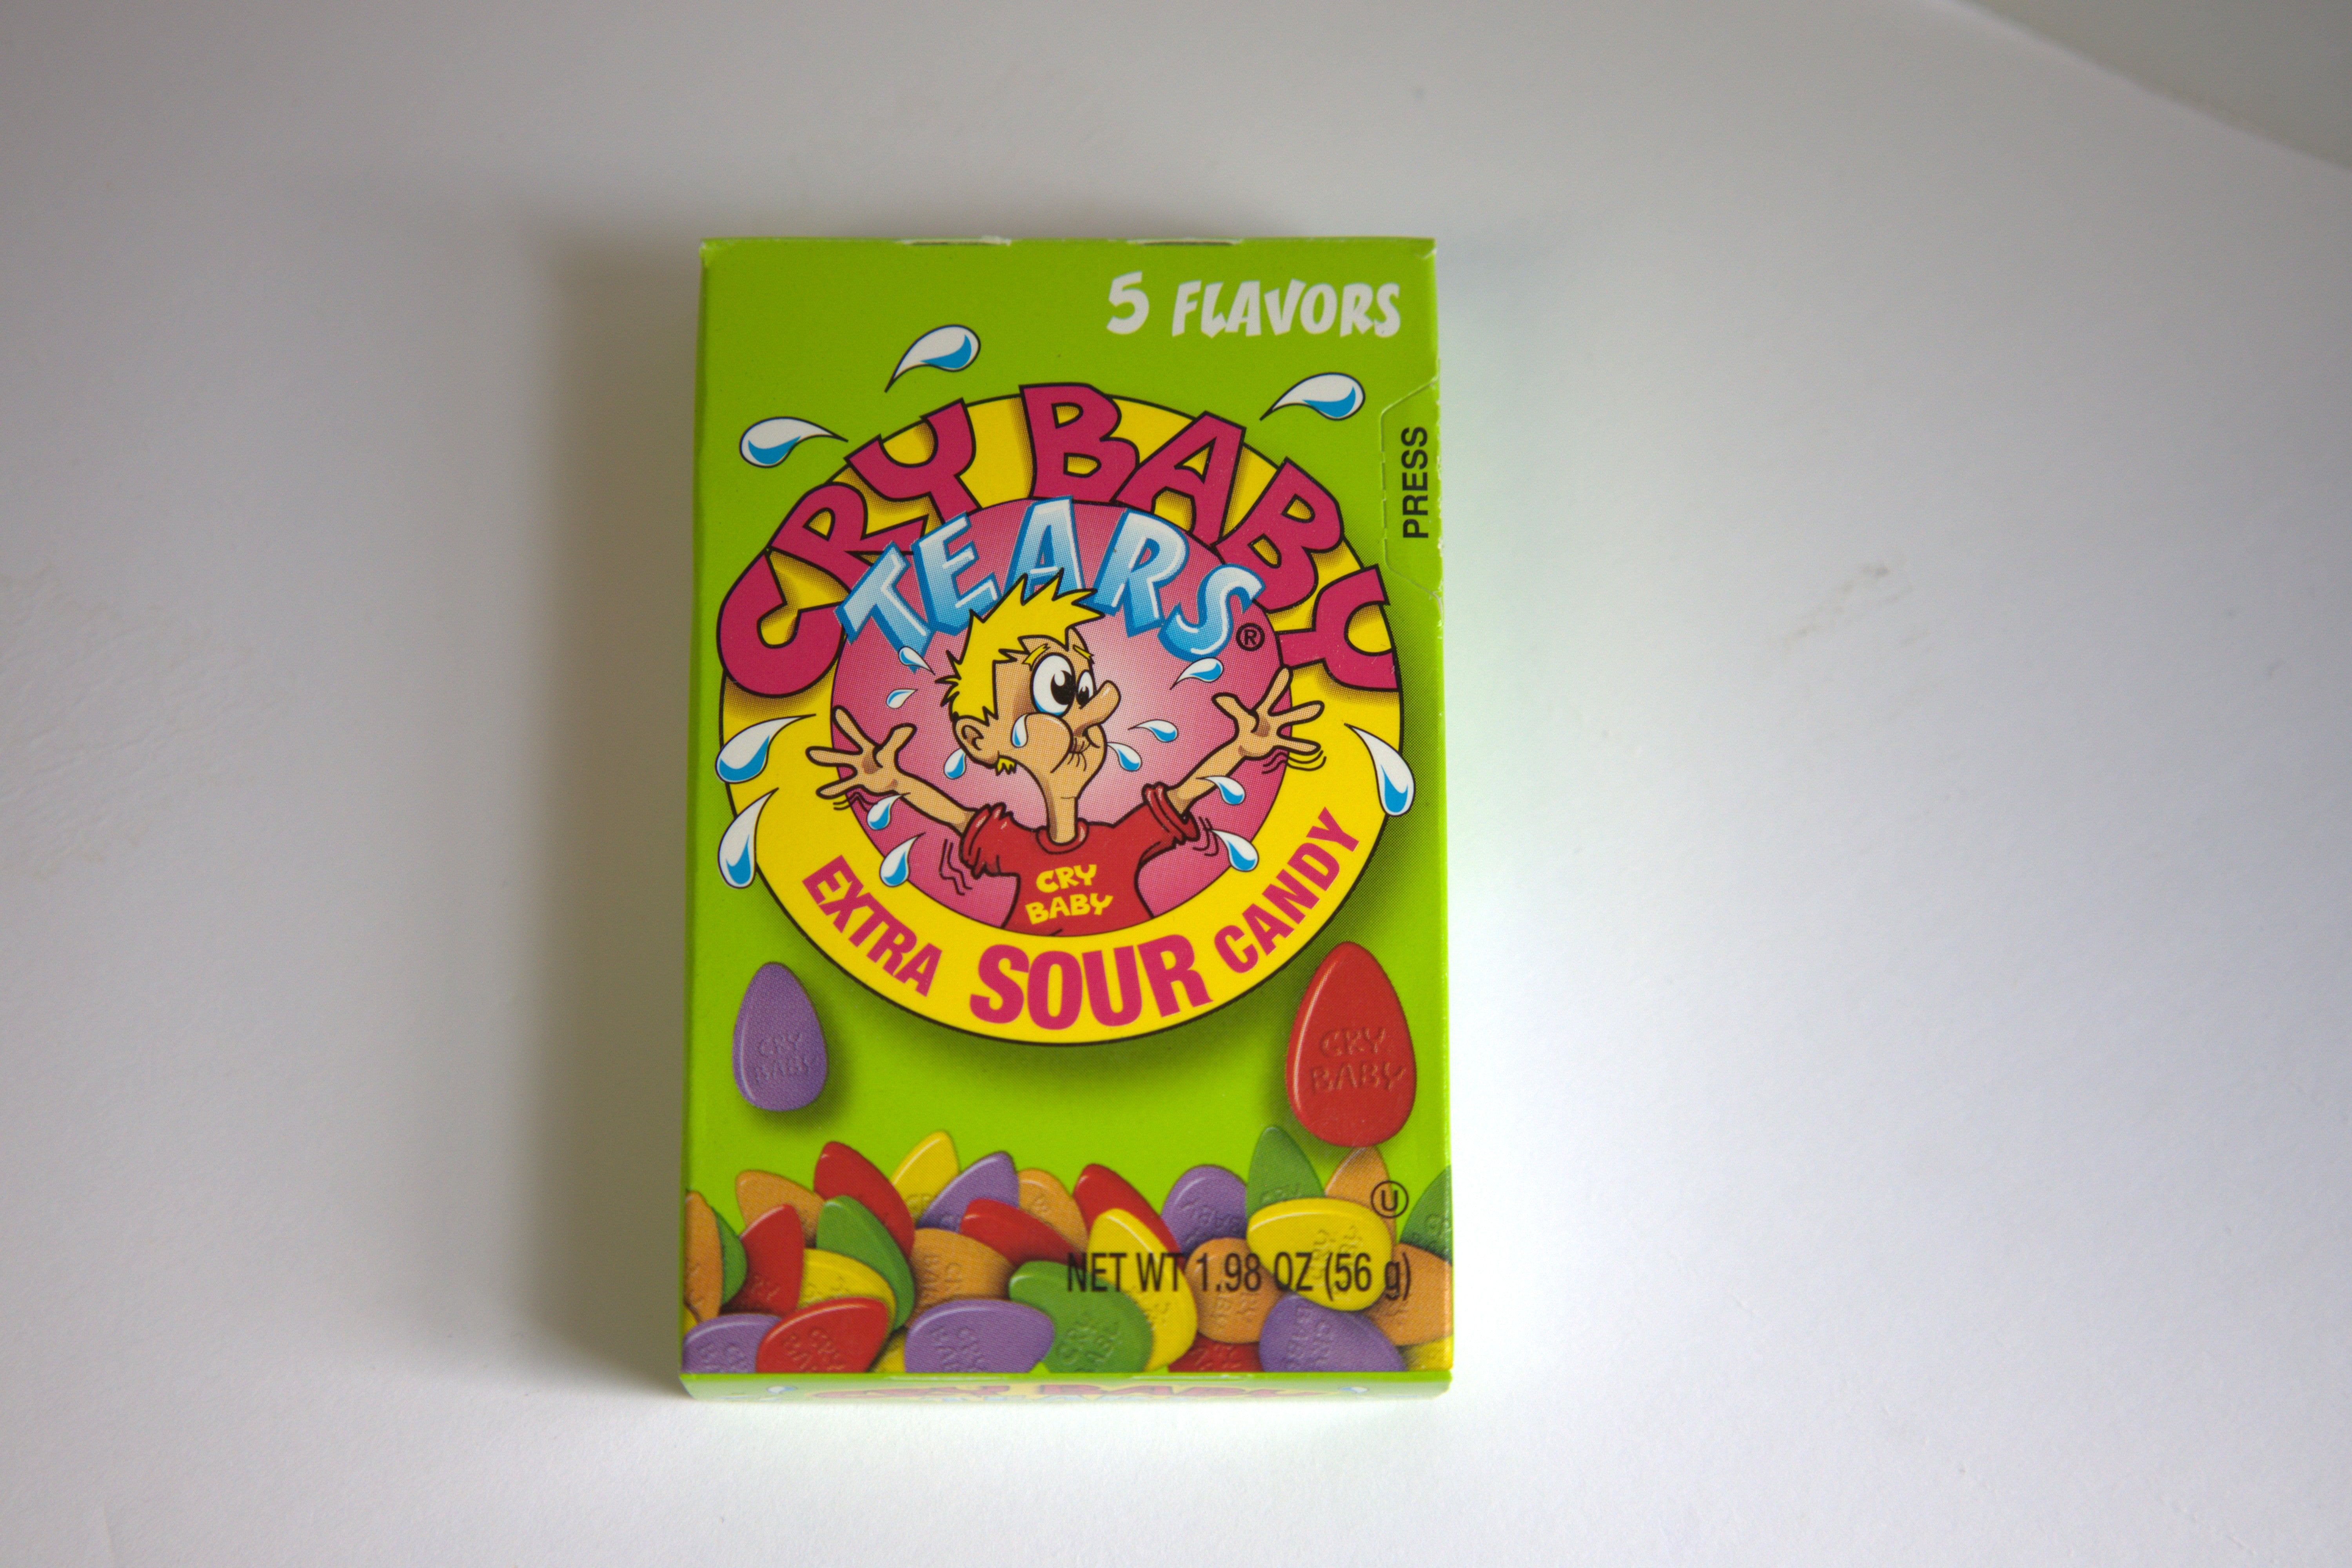 5 FLAVORS
PRESS
CRY BABY
TEARS®
CRY
BABY
EXTRA SOUR CANDY
CRY
BABY
CRY
BABY
U
NET WT 1.98 OZ (56 g)